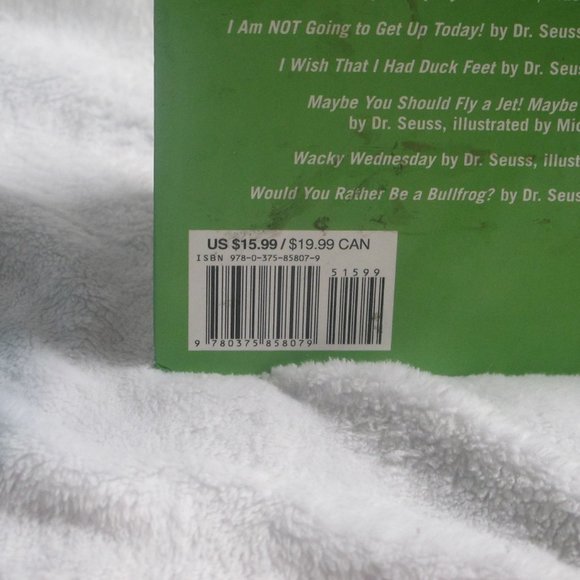 I Am NOT Going to Get Up Today! by Dr. Seuss
I Wish That I Had Duck Feet by Dr.
Maybe You Should Fly a Jet! Maybe
by Dr. Seuss, illustrated by
Wacky Wednesday by Dr. Seuss,
Would You Rather Be a Bullfrog? by Dr. Seuss
US $15.99 / $19.99 CAN
ISBN 978-0-375-85807-9
51599
9 780375 858079